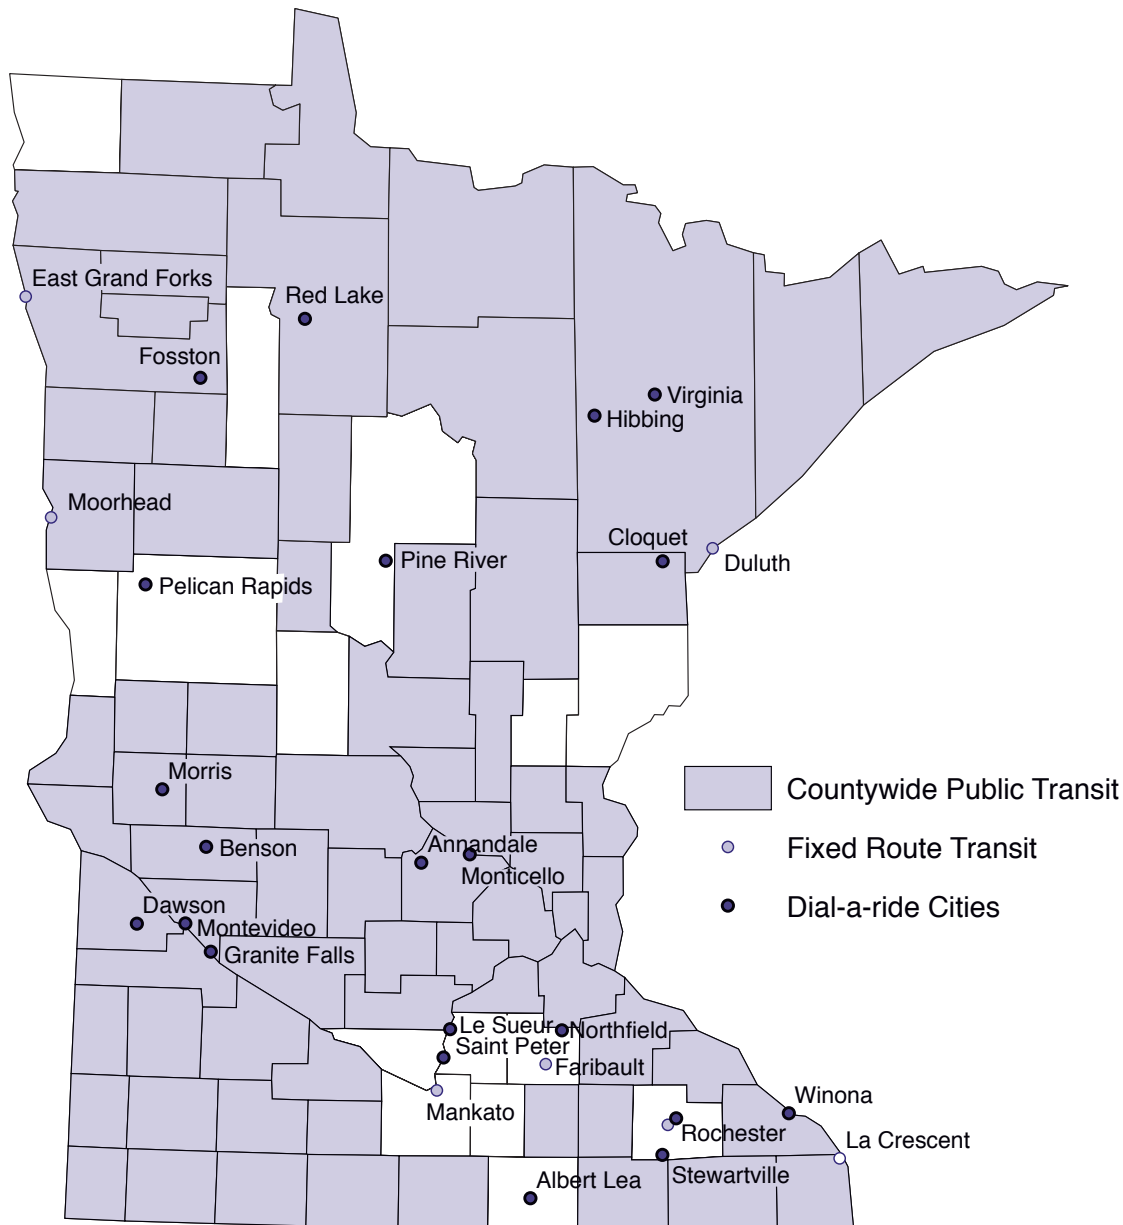 East Grand Forks
Red Lake
Fosston
Virginia
Hibbing
Moorhead
Cloquet
Duluth
Pine River
Pelican Rapids
Morris
Countywide Public Transit
Benson
Annandale
Fixed Route Transit
Monticello
Dawson
Dial-a-ride Cities
Montevideo
Granite Falls
Le Sueur
Northfield
Saint Peter
Faribault
Mankato
Winona
Rochester
La Crescent
Stewartville
Albert Lea